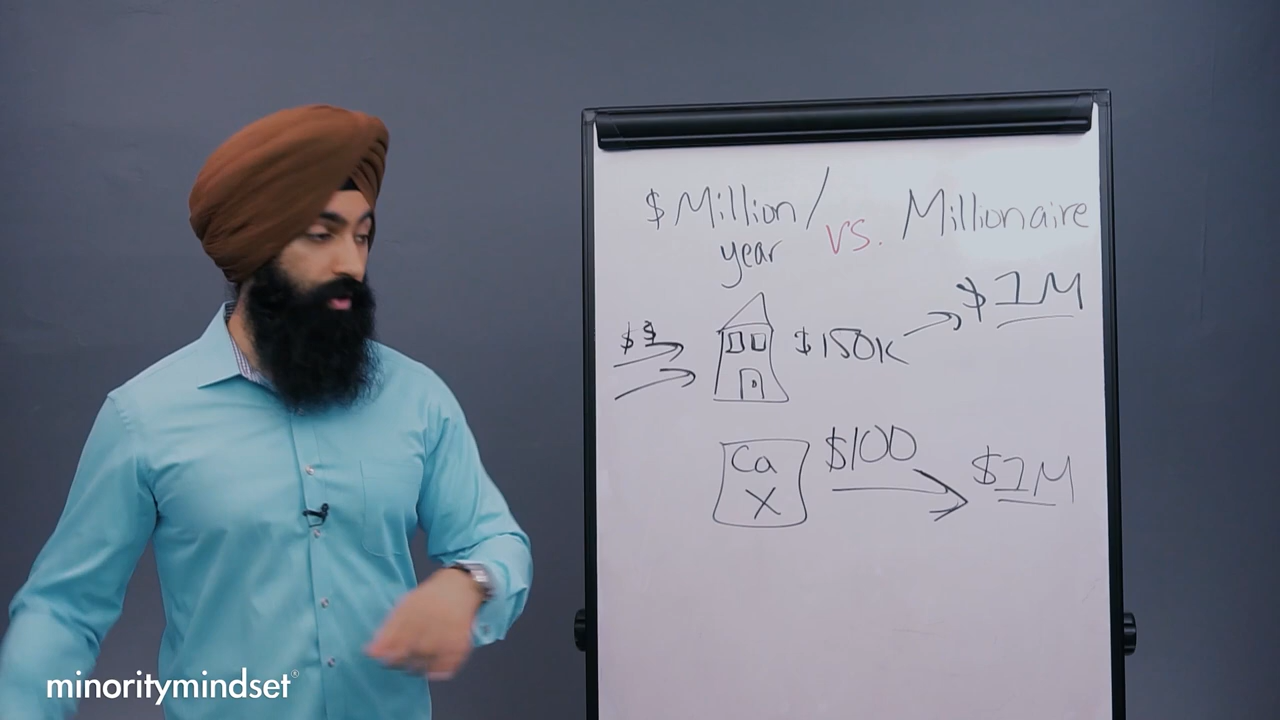 $ Million/
year
vs.
Millionaire
$ $
$150K
$1M
Ca
X
$100
$1M
minoritymindset®